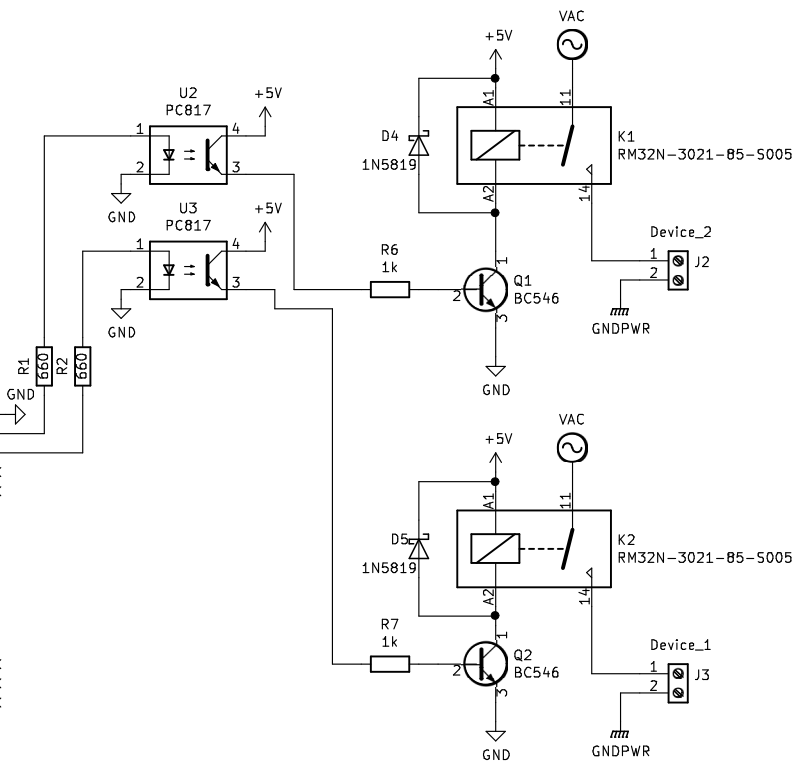 VAC
+5V
U2
PC817
+5V
1
4
2
3
GND
U3
PC817
+5V
1
4
2
3
GND
A1
11
K1
RM32N-3021-85-S005
D4
1N5819
A2
14
Device_2
1
2
J2
GNDPWR
R6
1k
1
Q1
BC546
2
3
GND
R1
660
R2
660
GND
VAC
+5V
A1
11
K2
RM32N-3021-85-S005
D5
1N5819
A2
14
Device_1
1
2
J3
GNDPWR
R7
1k
1
Q2
BC546
2
3
GND